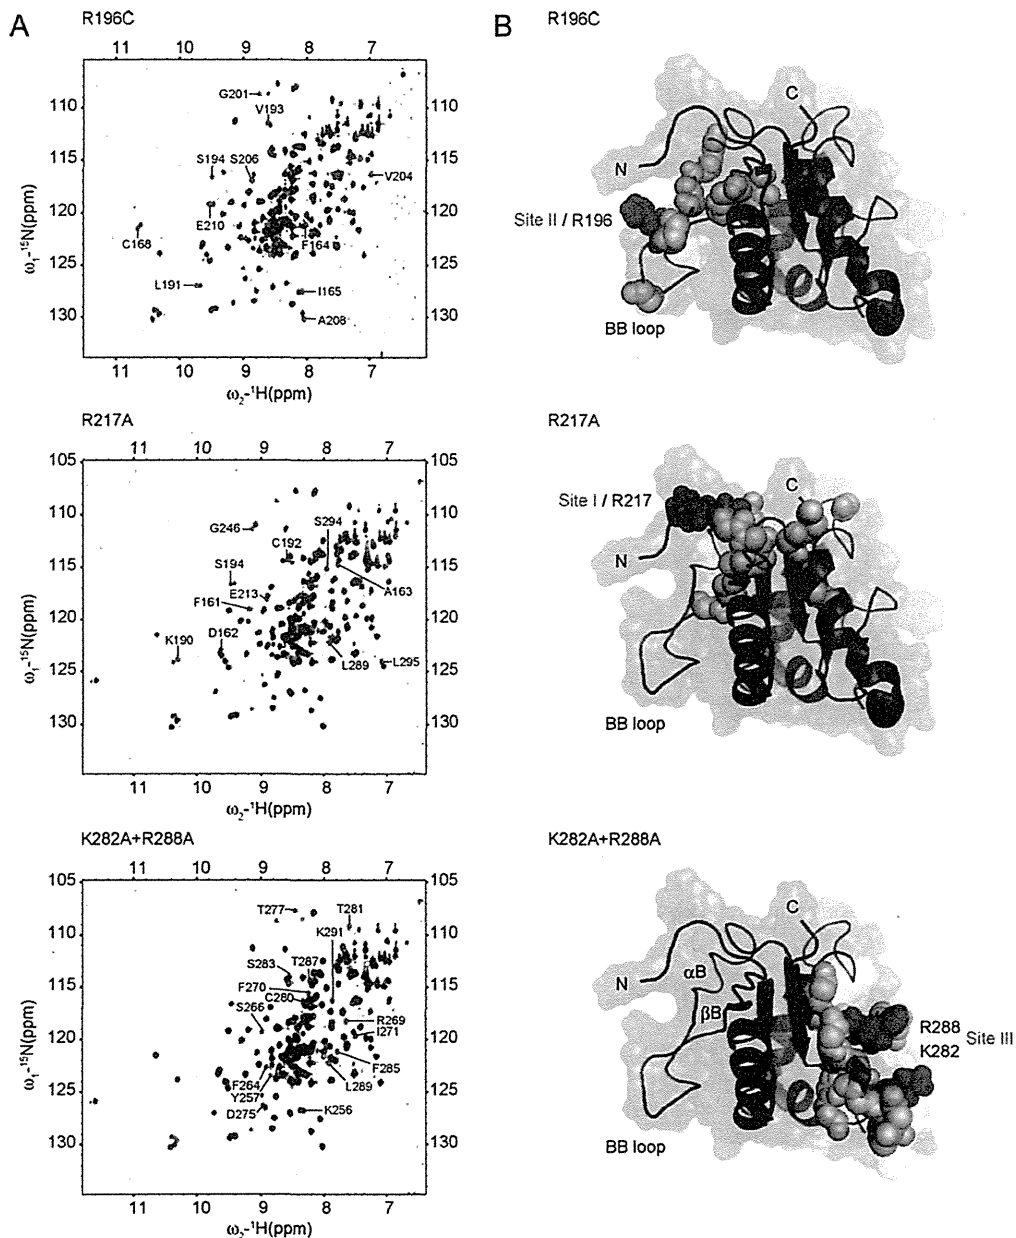 A
R196C
11 10 9 8 7
110
115
120
125
130
110
115
120
125
130
G201
V193
S194 S206
V204
E210
C168
F164
L191
I165
A208
11 10 9 8 7
ω2-1H(ppm)
ω1-15N(ppm)
R217A
11 10 9 8 7
105
110
115
120
125
130
105
110
115
120
125
130
S294
G246
C192
S194
A163
E213
F161
K190 D162
L289
L295
11 10 9 8 7
ω2-1H(ppm)
ω1-15N(ppm)
K282A+R288A
11 10 9 8 7
105
110
115
120
125
130
105
110
115
120
125
130
T277
T281
K291
S283
T287
F270
C280
S266
R269
I271
F264
F285
Y257
L289
D275
K256
11 10 9 8 7
ω2-1H(ppm)
ω1-15N(ppm)
B
R196C
C
N
Site II / R196
BB loop
R217A
Site I / R217
C
N
BB loop
K282A+R288A
C
N
αB
βB
R288
K282
Site III
BB loop